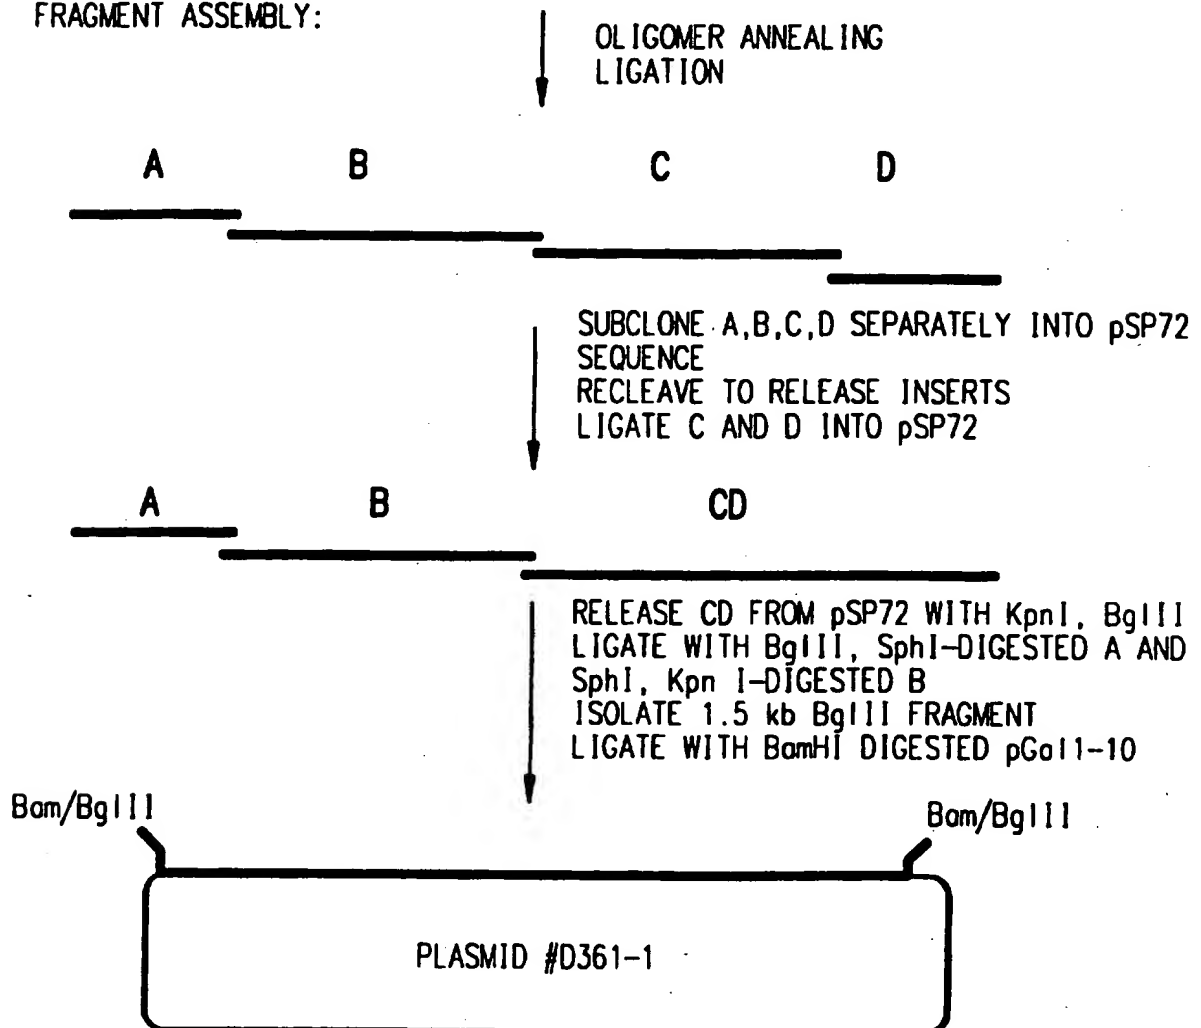 FRAGMENT ASSEMBLY:
OLIGOMER ANNEALING
LIGATION
A B C D
SUBCLONE A,B,C,D SEPARATELY INTO pSP72
SEQUENCE
RECLEAVE TO RELEASE INSERTS
LIGATE C AND D INTO pSP72
A B CD
RELEASE CD FROM pSP72 WITH KpnI, BglII
LIGATE WITH BglII, SphI-DIGESTED A AND
SphI, Kpn I-DIGESTED B
ISOLATE 1.5 kb BglII FRAGMENT
LIGATE WITH BamHI DIGESTED pGal1-10
Bam/BglII Bam/BglII
PLASMID #D361-1